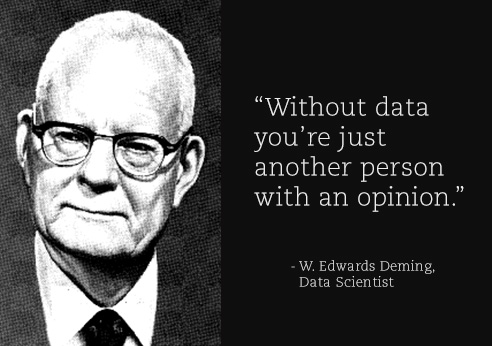 “Without data
you’re just
another person
with an opinion.”
- W. Edwards Deming,
Data Scientist